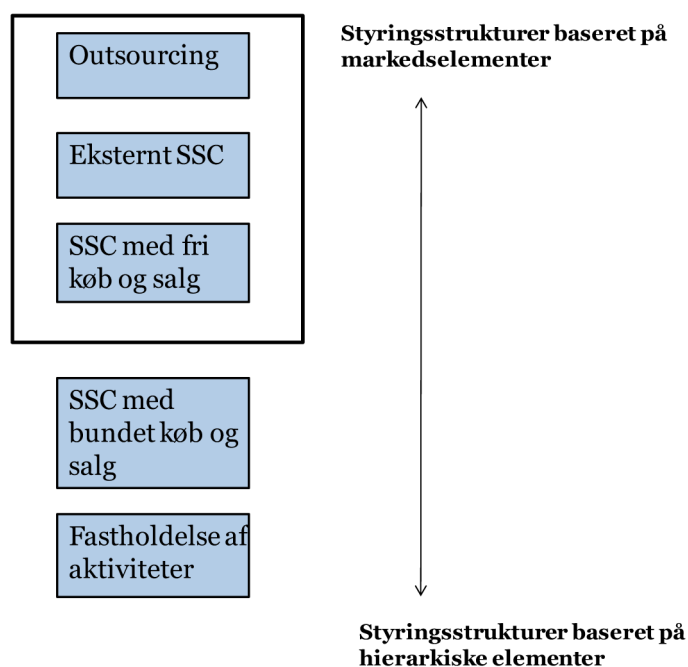 Outsourcing
Styringsstrukturer baseret på
markedselementer
Eksternt SSC
SSC med fri
køb og salg
SSC med
bundet køb og
salg
Fastholdelse af
aktiviteter
Styringsstrukturer baseret på
hierarkiske elementer